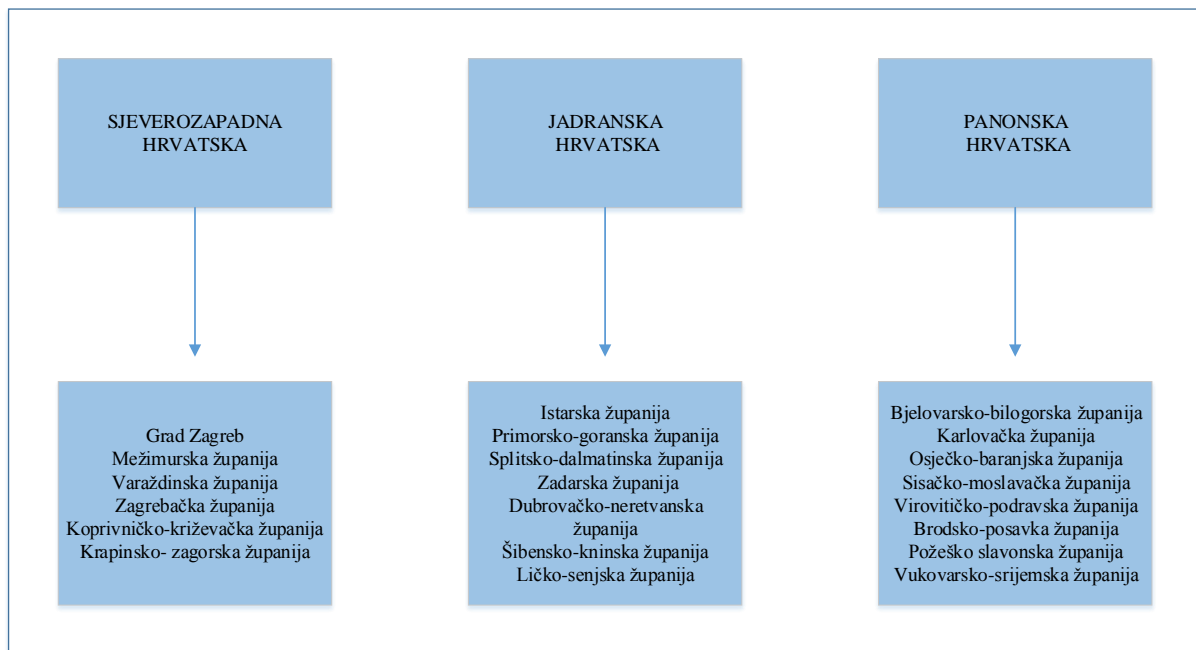 SJEVEROZAPADNA
HRVATSKA
JADRANSKA
HRVATSKA
PANONSKA
HRVATSKA
Grad Zagreb
Mežimurska županija
Varaždinska županija
Zagrebačka županija
Koprivničko-križevačka županija
Krapinsko- zagorska županija
Istarska županija
Primorsko-goranska županija
Splitsko-dalmatinska županija
Zadarska županija
Dubrovačko-neretvanska
županija
Šibensko-kninska županija
Ličko-senjska županija
Bjelovarsko-bilogorska županija
Karlovačka županija
Osječko-baranjska županija
Sisačko-moslavačka županija
Virovitičko-podravska županija
Brodsko-posavka županija
Požeško slavonska županija
Vukovarsko-srijemska županija